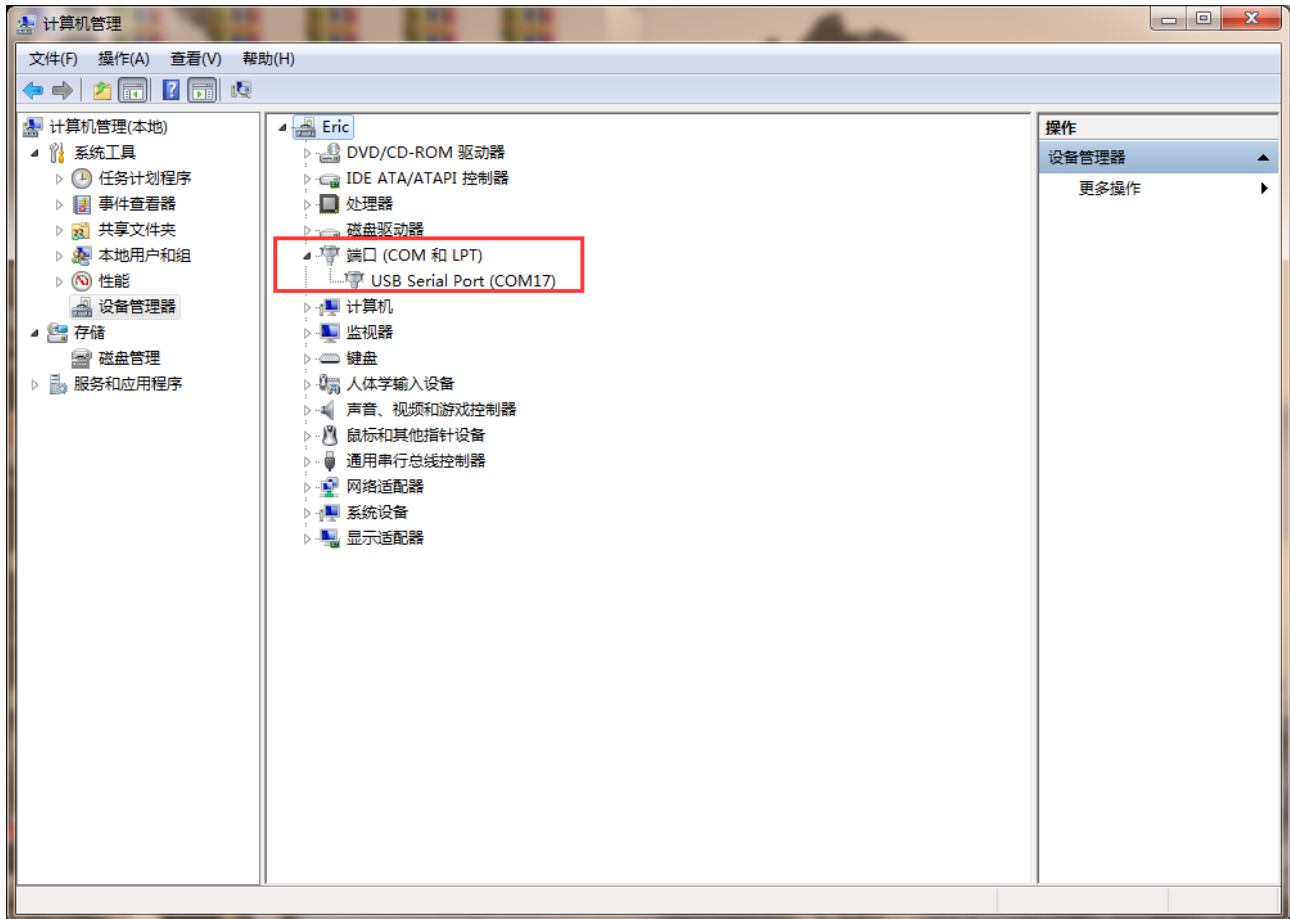 计算机管理
文件(F) 操作(A) 查看(V) 帮助(H)
计算机管理(本地)
系统工具
任务计划程序
事件查看器
共享文件夹
本地用户和组
性能
设备管理器
存储
磁盘管理
服务和应用程序
Eric
DVD/CD-ROM 驱动器
IDE ATA/ATAPI 控制器
处理器
磁盘驱动器
端口 (COM 和 LPT)
USB Serial Port (COM17)
计算机
监视器
键盘
人体学输入设备
声音、视频和游戏控制器
鼠标和其他指针设备
通用串行总线控制器
网络适配器
系统设备
显示适配器
操作
设备管理器
更多操作